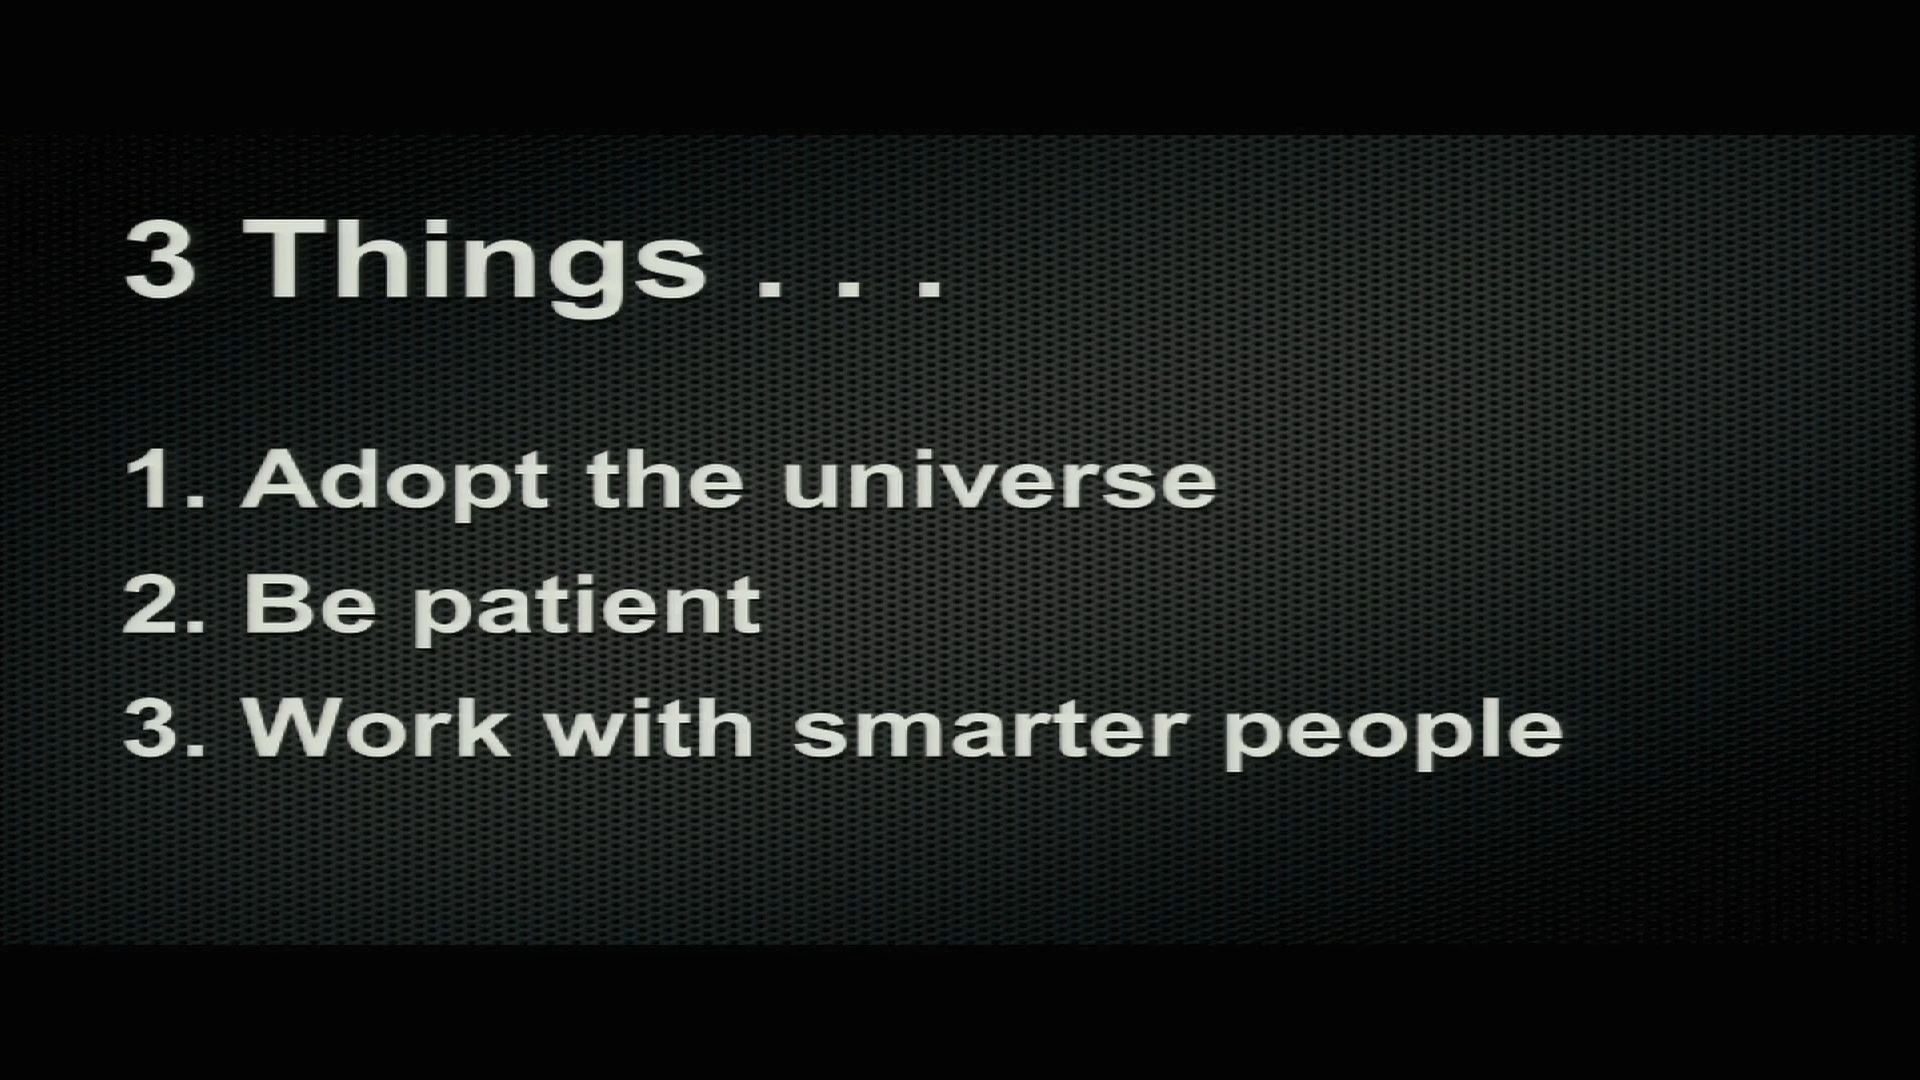 3 Things . . .
1. Adopt the universe
2. Be patient
3. Work with smarter people